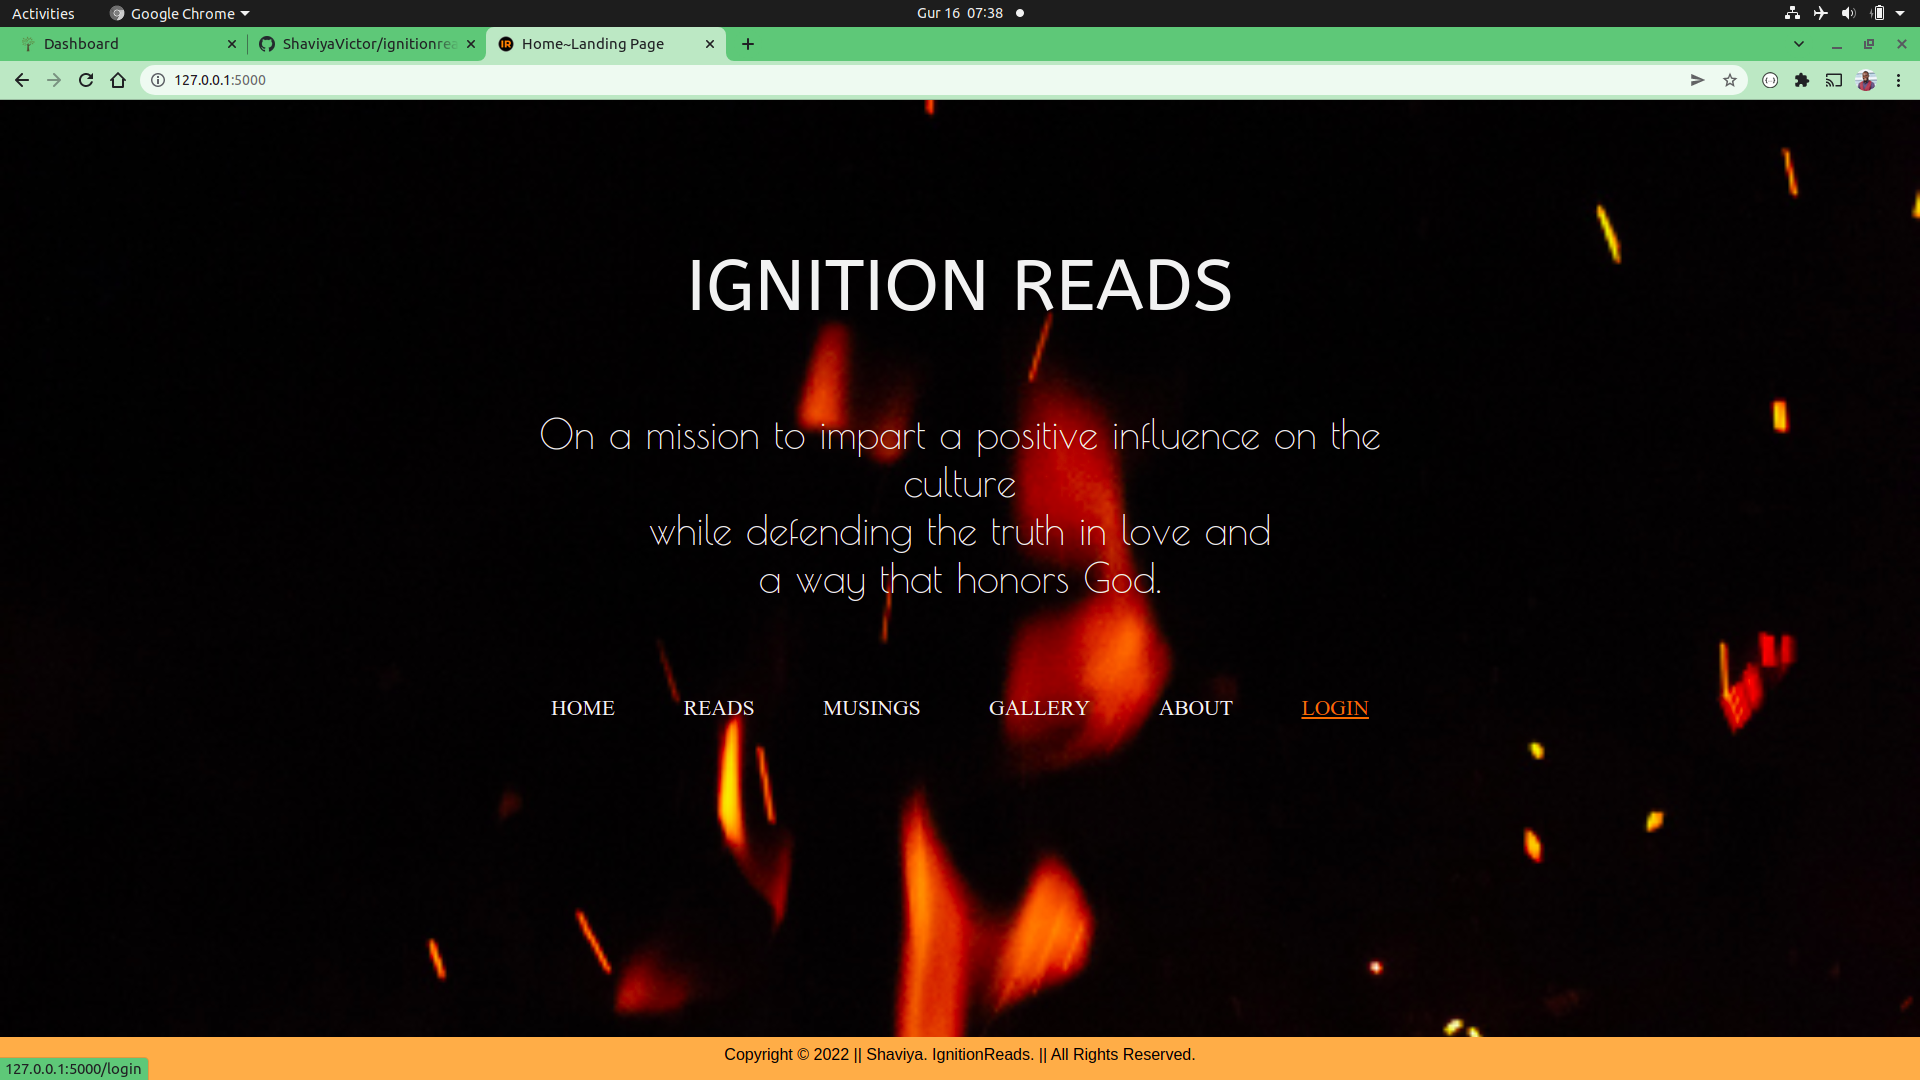 Activities
Google Chrome
Gur 16 07:38
Dashboard
ShaviyaVictor/ignitionrea
IR
Home~Landing Page
127.0.0.1:5000
IGNITION READS
On a mission to impart a positive influence on the
culture
while defending the truth in love and
a way that honors God.
HOME READS MUSINGS GALLERY ABOUT LOGIN
Copyright © 2022 || Shaviya. IgnitionReads. || All Rights Reserved.
127.0.0.1:5000/login